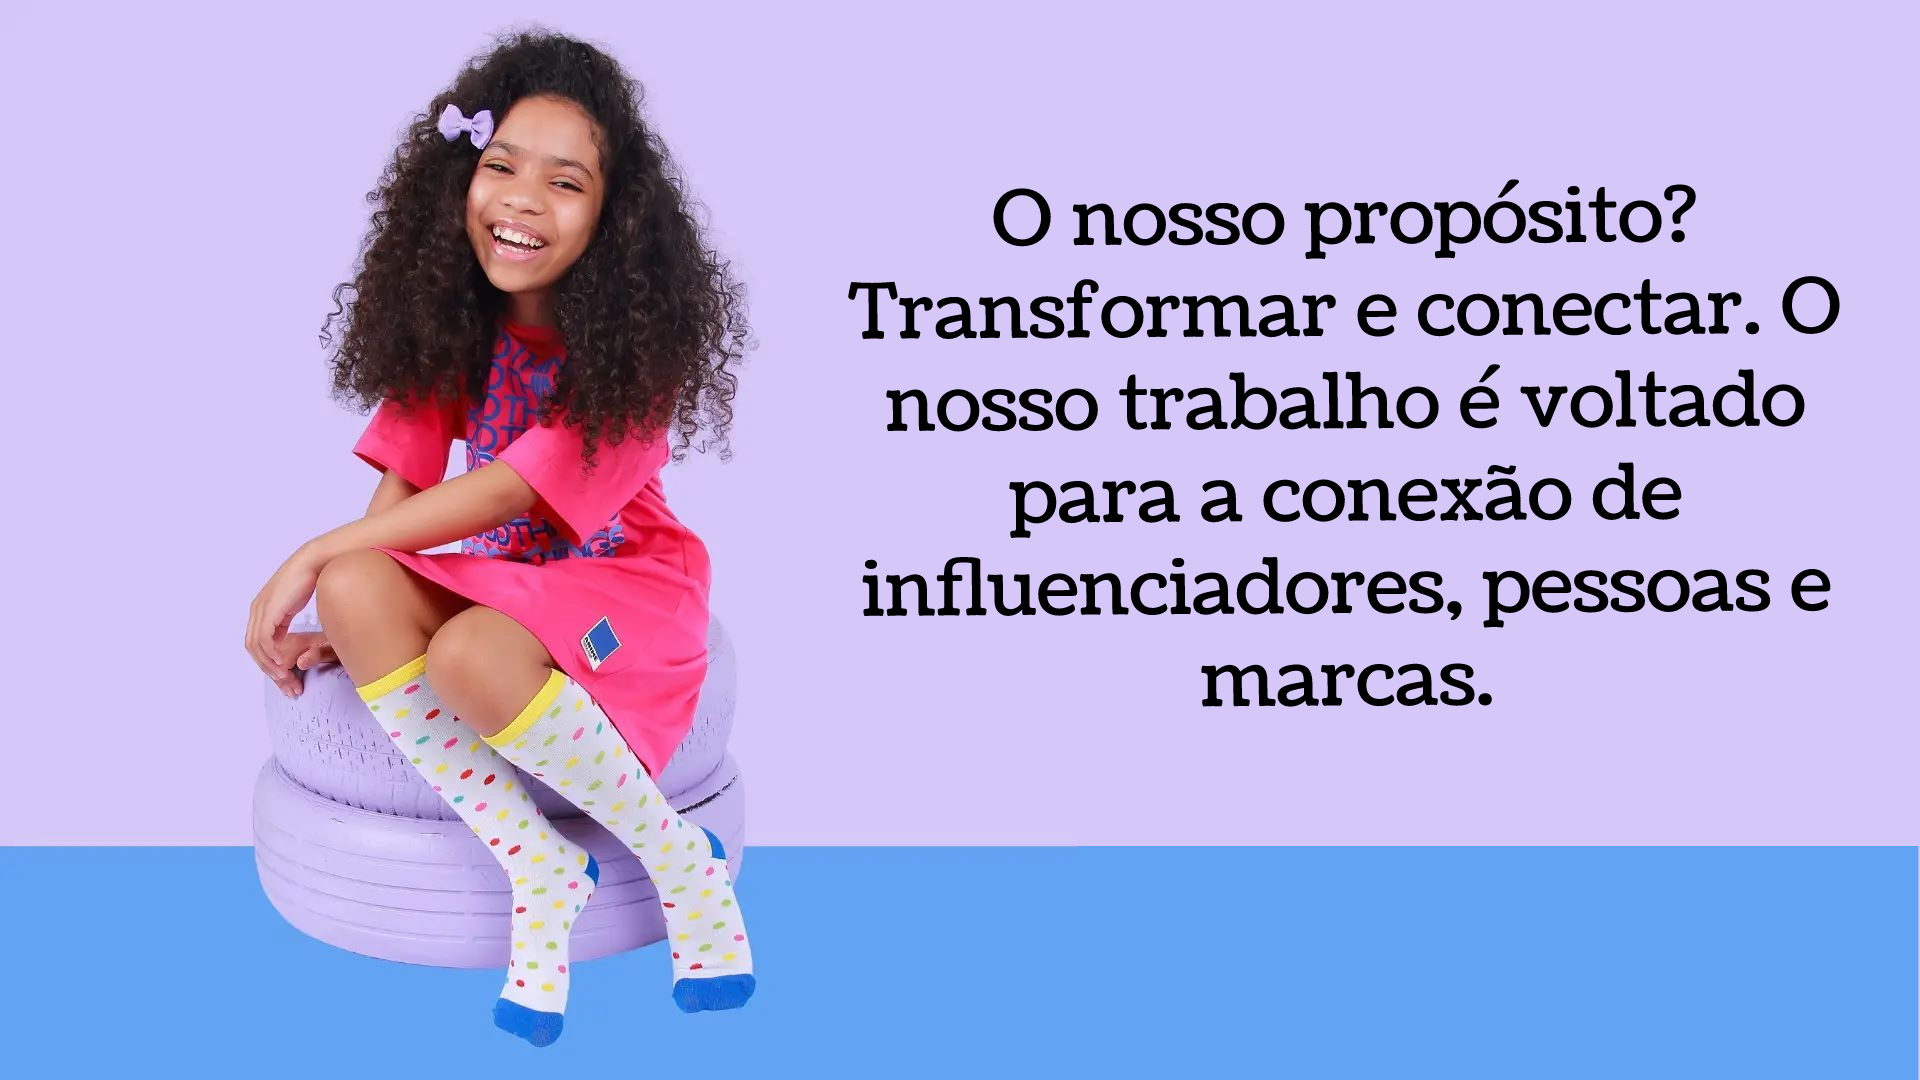 O nosso propósito?
Transformar e conectar. O
nosso trabalho é voltado
para a conexão de
influenciadores, pessoas e
marcas.